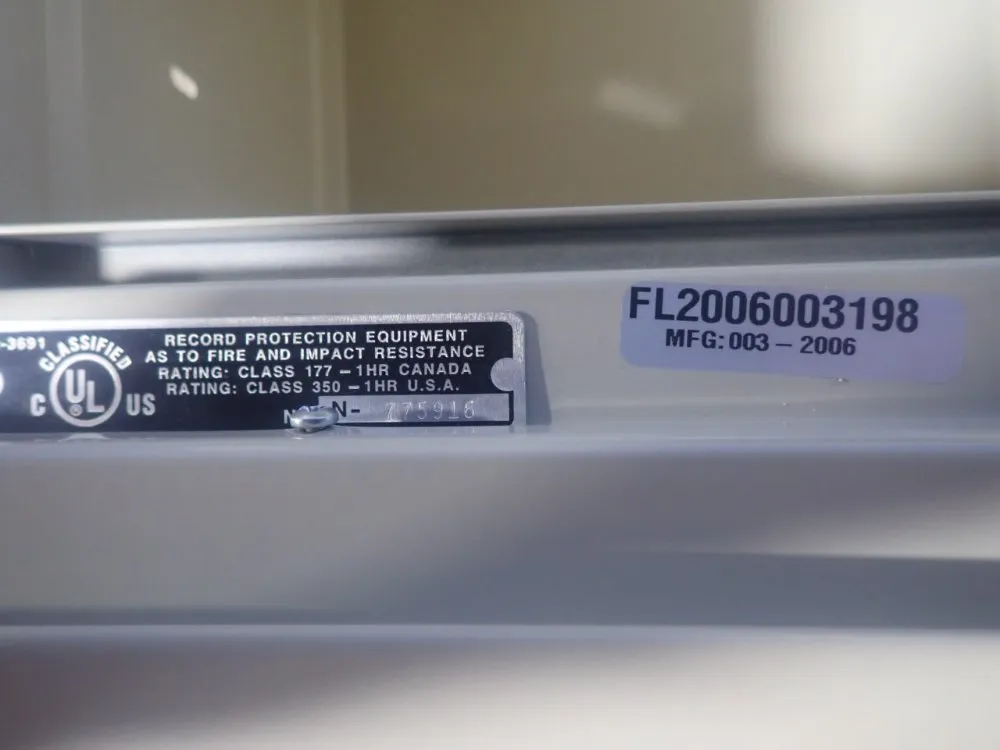 -3691
CLASSIFIED
C UL® US
RECORD PROTECTION EQUIPMENT
AS TO FIRE AND IMPACT RESISTANCE
RATING: CLASS 177 – 1HR CANADA
RATING: CLASS 350 – 1HR U.S.A.
N- 775916
FL2006003198
MFG: 003 – 2006